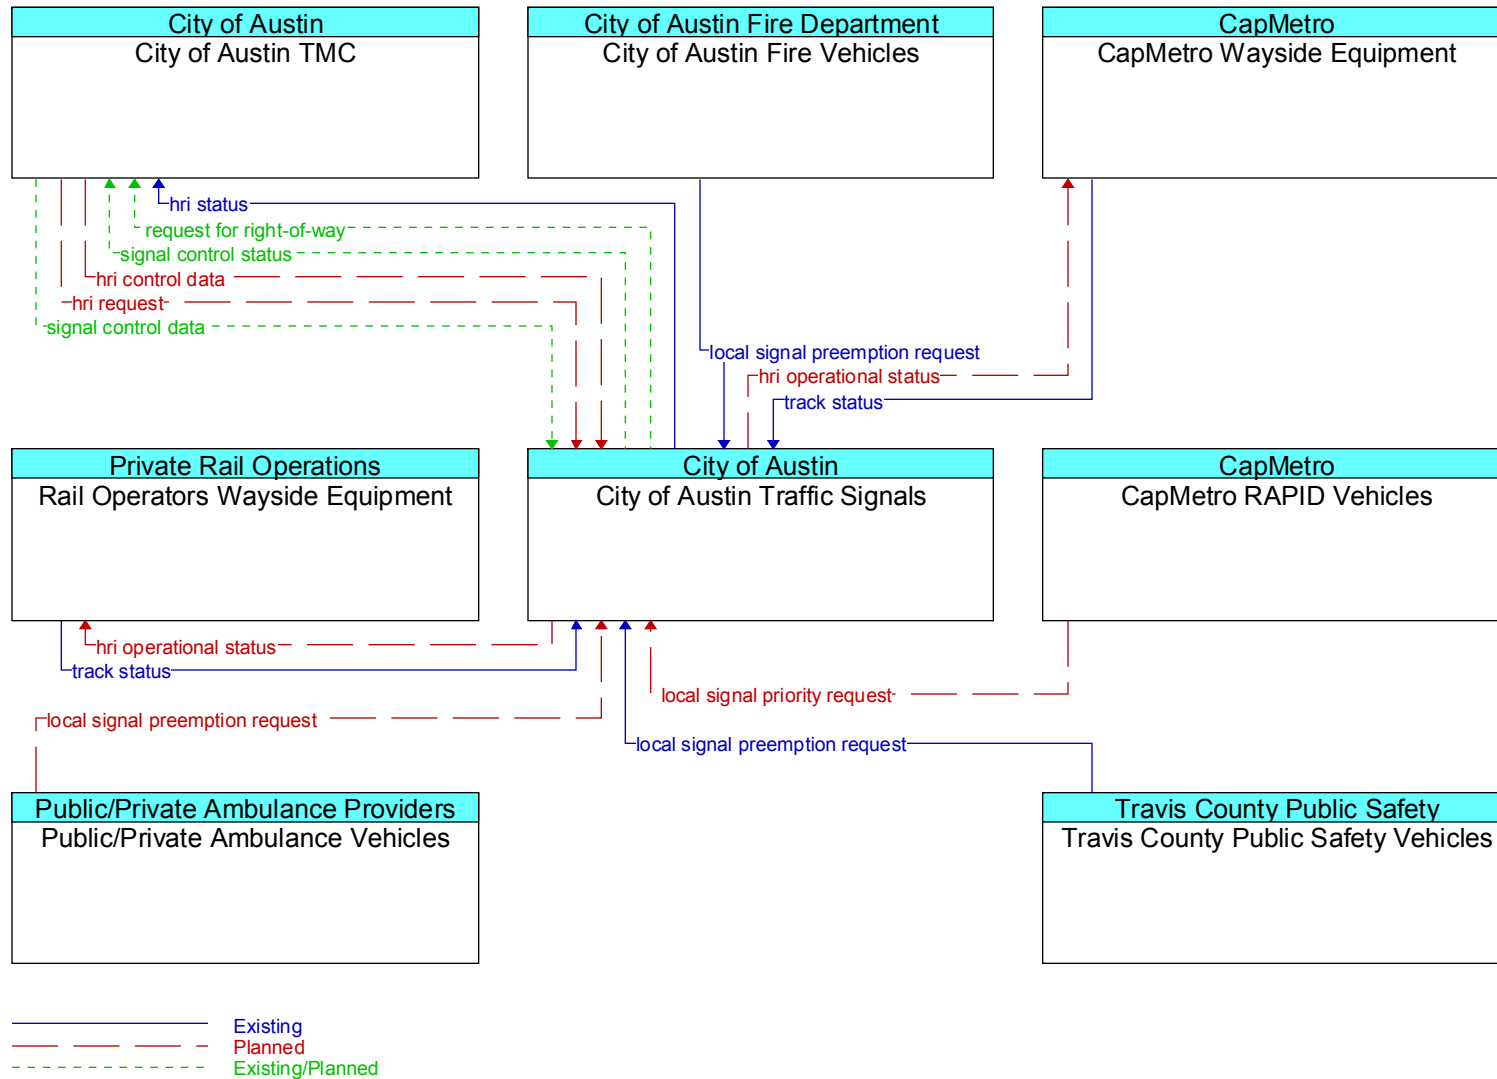 City of Austin
City of Austin TMC
City of Austin Fire Department
City of Austin Fire Vehicles
CapMetro
CapMetro Wayside Equipment
hri status
request for right-of-way
signal control status
hri control data
hri request
signal control data
local signal preemption request
hri operational status
track status
Private Rail Operations
Rail Operators Wayside Equipment
City of Austin
City of Austin Traffic Signals
CapMetro
CapMetro RAPID Vehicles
hri operational status
track status
local signal priority request
local signal preemption request
local signal preemption request
Public/Private Ambulance Providers
Public/Private Ambulance Vehicles
Travis County Public Safety
Travis County Public Safety Vehicles
Existing
Planned
Existing/Planned